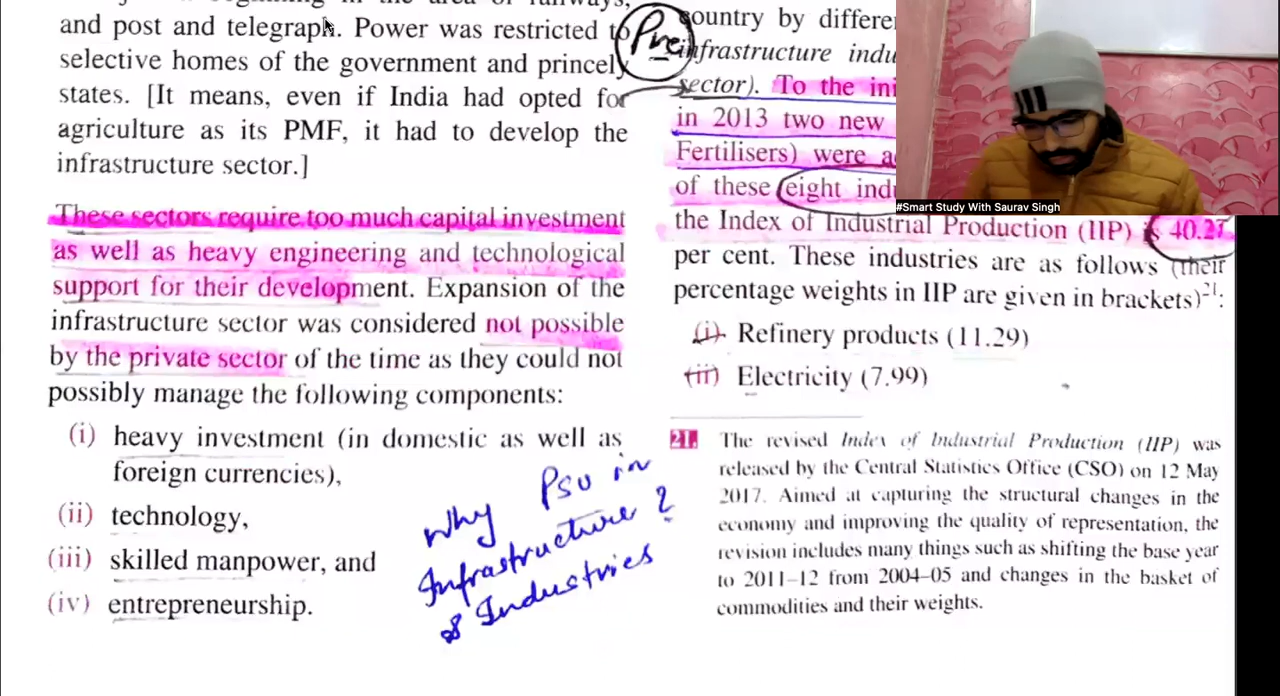 and post and telegraph. Power was restricted to
selective homes of the government and princely
states. [It means, even if India had opted for
agriculture as its PMF, it had to develop the
infrastructure sector.]
These sectors require too much capital investment
as well as heavy engineering and technological
support for their development. Expansion of the
infrastructure sector was considered not possible
by the private sector of the time as they could not
possibly manage the following components:
(i) heavy investment (in domestic as well as
foreign currencies),
(ii) technology,
(iii) skilled manpower, and
(iv) entrepreneurship.
Why PSU in
Infrastructure ?
& Industries
Pre
country by differe
infrastructure indu
sector). To the ini
in 2013 two new
Fertilisers) were a
of these eight ind
the Index of Industrial Production (IIP) is 40.27
per cent. These industries are as follows (their
percentage weights in IIP are given in brackets)21:
(i) Refinery products (11.29)
(ii) Electricity (7.99)
21. The revised Index of Industrial Production (IIP) was
released by the Central Statistics Office (CSO) on 12 May
2017. Aimed at capturing the structural changes in the
economy and improving the quality of representation, the
revision includes many things such as shifting the base year
to 2011–12 from 2004–05 and changes in the basket of
commodities and their weights.
#Smart Study With Saurav Singh